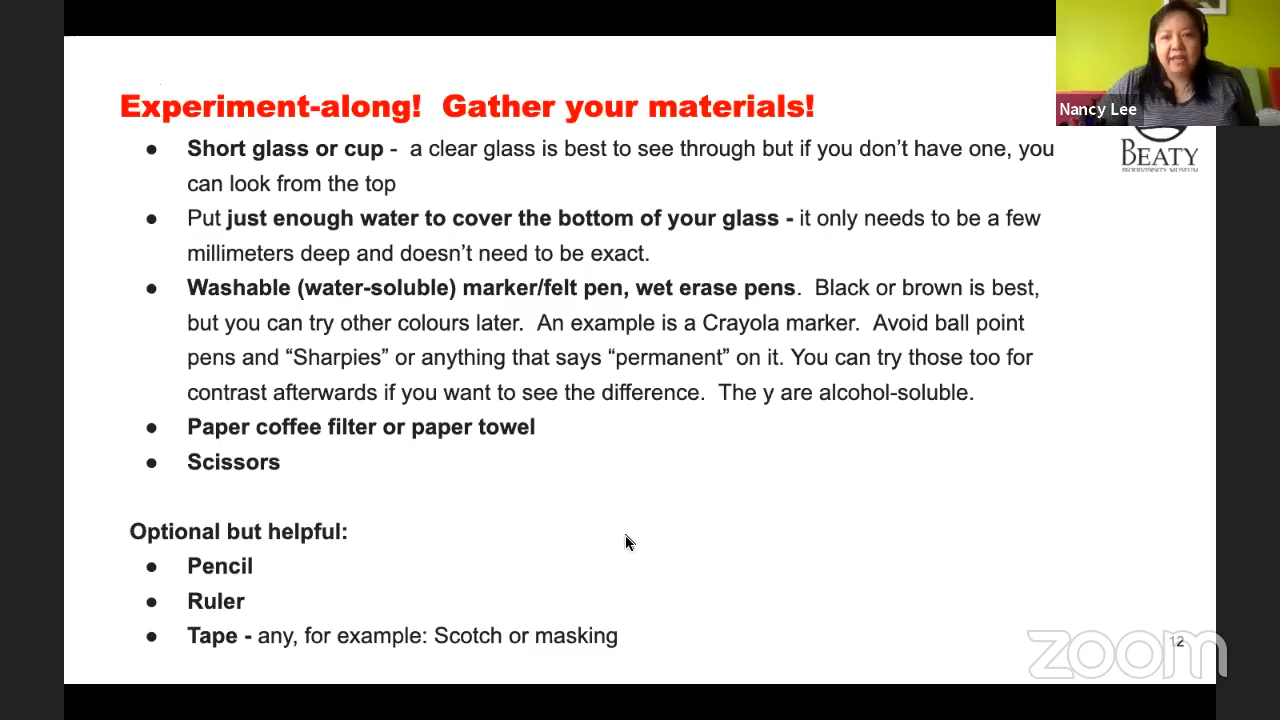 Experiment-along!  Gather your materials!
Nancy Lee
● Short glass or cup -  a clear glass is best to see through but if you don’t have one, you
can look from the top
BEATY
BIODIVERSITY MUSEUM
● Put just enough water to cover the bottom of your glass - it only needs to be a few
millimeters deep and doesn’t need to be exact.
● Washable (water-soluble) marker/felt pen, wet erase pens.  Black or brown is best,
but you can try other colours later.  An example is a Crayola marker.  Avoid ball point
pens and “Sharpies” or anything that says “permanent” on it. You can try those too for
contrast afterwards if you want to see the difference.  The y are alcohol-soluble.
● Paper coffee filter or paper towel
● Scissors
Optional but helpful:
● Pencil
● Ruler
● Tape - any, for example: Scotch or masking
zoom
12